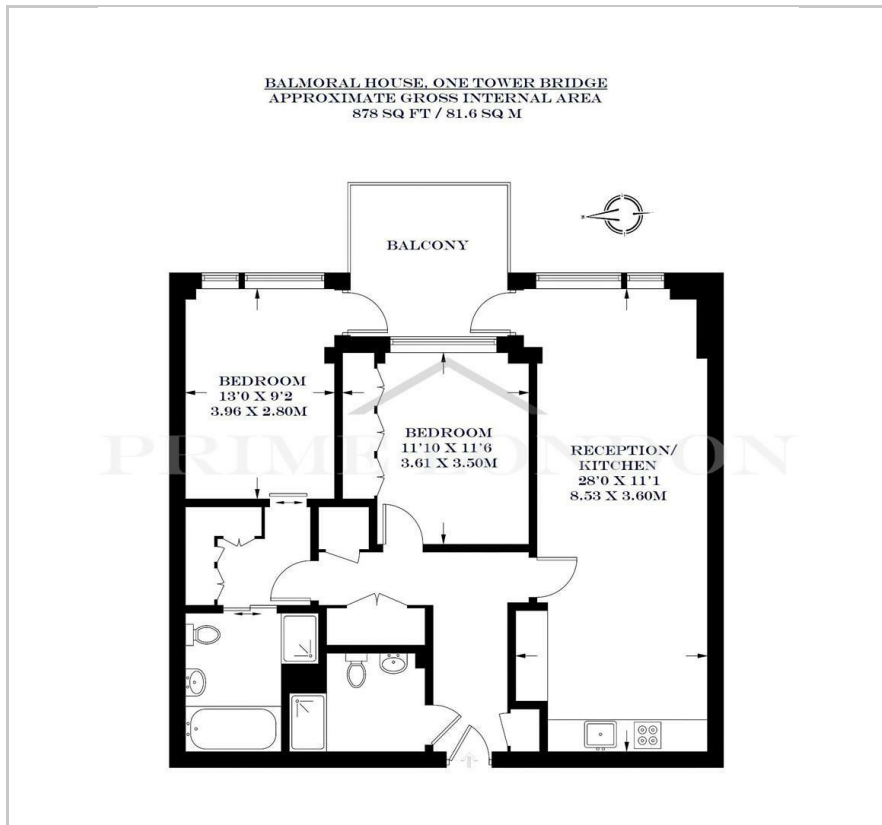 BALMORAL HOUSE, ONE TOWER BRIDGE
APPROXIMATE GROSS INTERNAL AREA
878 SQ FT / 81.6 SQ M
BALCONY
BEDROOM
13'0 X 9'2
3.96 X 2.80M
BEDROOM
11'10 X 11'6
3.61 X 3.50M
RECEPTION/
KITCHEN
28'0 X 11'1
8.53 X 3.60M
PRIME LONDON